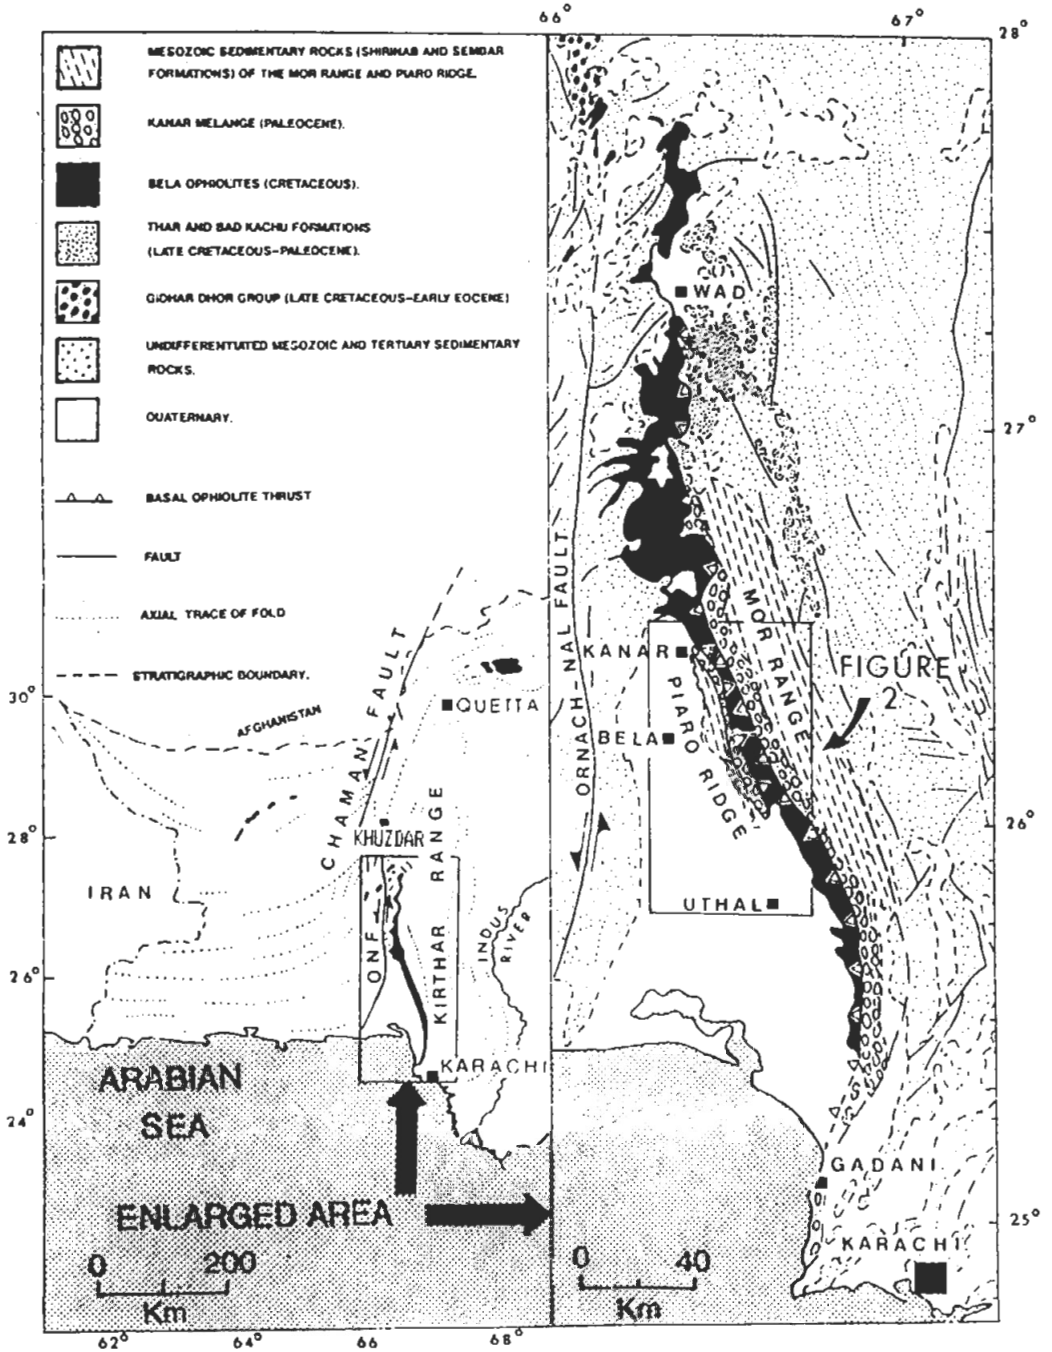 66°
67°
28°
MESOZOIC SEDIMENTARY ROCKS (SHIRINAB AND SEMBAR
FORMATIONS) OF THE MOR RANGE AND PIARO RIDGE.
KANAR MELANGE (PALEOCENE).
BELA OPHIOLITES (CRETACEOUS).
THAR AND BAD KACHU FORMATIONS
(LATE CRETACEOUS-PALEOCENE).
GIDHAR DHOR GROUP (LATE CRETACEOUS-EARLY EOCENE)
UNDIFFERENTIATED MESOZOIC AND TERTIARY SEDIMENTARY
ROCKS.
QUATERNARY.
BASAL OPHIOLITE THRUST
FAULT
AXIAL TRACE OF FOLD
STRATIGRAPHIC BOUNDARY.
WAD
27°
ORNACH-NAL FAULT
MOR RANGE
KANAR
PIARO RIDGE
BELA
FIGURE
2
UTHAL
26°
GADANI
KARACHI
25°
0 40
Km
30°
28°
26°
24°
AFGHANISTAN
CHAMAN FAULT
QUETTA
KHUZDAR
IRAN
ONF
KIRTHAR RANGE
INDUS
RIVER
KARACHI
ARABIAN
SEA
ENLARGED AREA
0 200
Km
62°
64°
66
68°